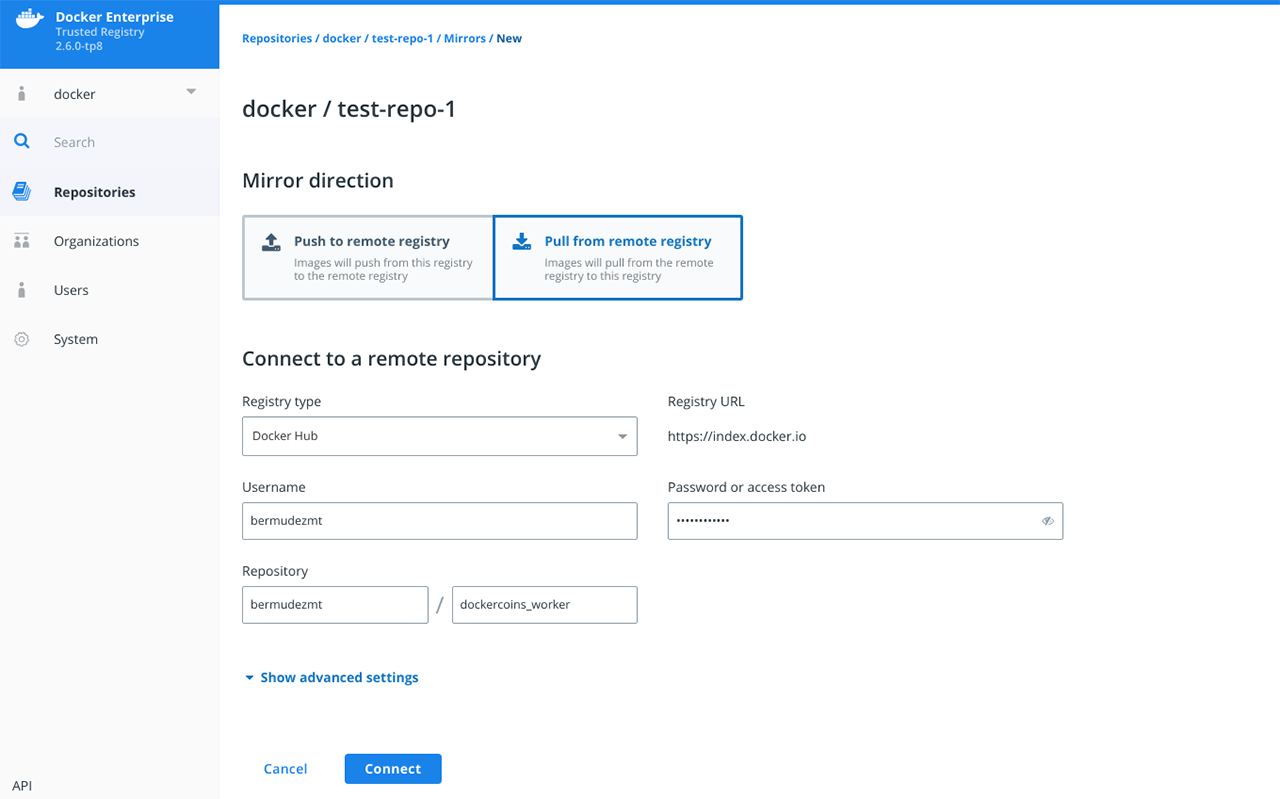 Docker Enterprise
Trusted Registry
2.6.0-tp8
docker
Search
Repositories
Organizations
Users
System
API
Repositories / docker / test-repo-1 / Mirrors / New
docker / test-repo-1
Mirror direction
Push to remote registry
Images will push from this registry
to the remote registry
Pull from remote registry
Images will pull from the remote
registry to this registry
Connect to a remote repository
Registry type
Docker Hub
Registry URL
https://index.docker.io
Username
bermudezmt
Password or access token
••••••••••••
Repository
bermudezmt / dockercoins_worker
Show advanced settings
Cancel
Connect